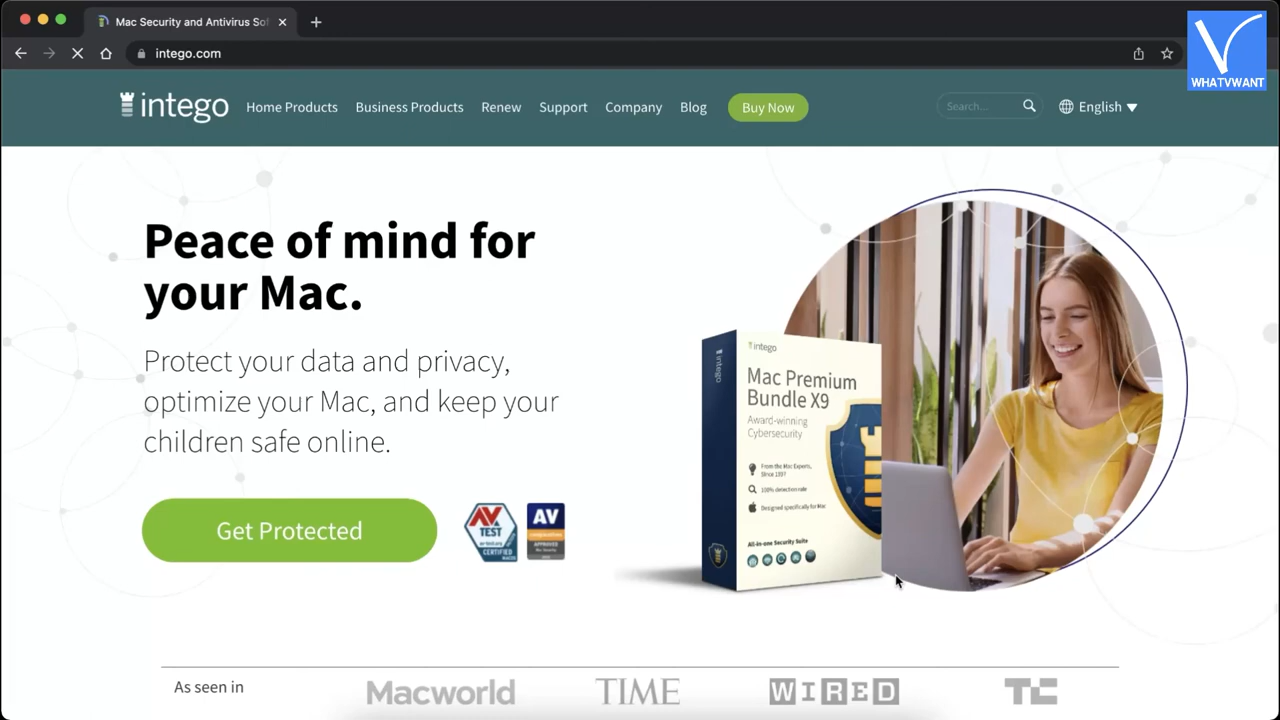 Mac Security and Antivirus Sof
intego.com
WHATVWANT
intego
Home Products
Business Products
Renew
Support
Company
Blog
Buy Now
Search...
English
Peace of mind for
your Mac.
Protect your data and privacy,
optimize your Mac, and keep your
children safe online.
Get Protected
AV
TEST
CERTIFIED
AV
APPROVED
intego
intego
Mac Premium
Bundle X9
Award-winning
Cybersecurity
From the Mac Experts,
Since 1997
100% detection rate
Designed specifically for Mac
All-in-one Security Suite
As seen in
Macworld
TIME
WIRED
TC